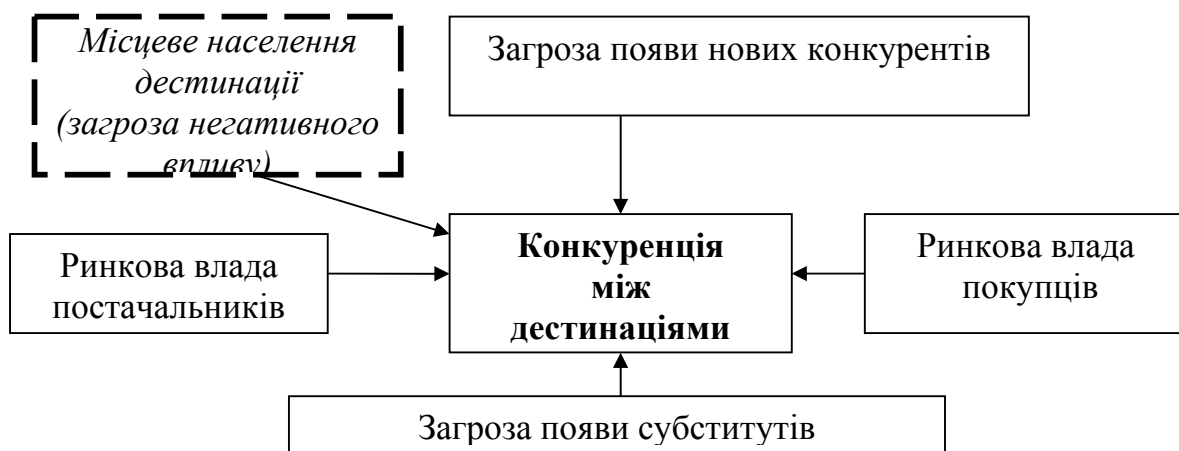 Місцеве населення
дестинації
(загроза негативного
впливу)
Загроза появи нових конкурентів
Ринкова влада
постачальників
Конкуренція
між
дестинаціями
Ринкова влада
покупців
Загроза появи субститутів